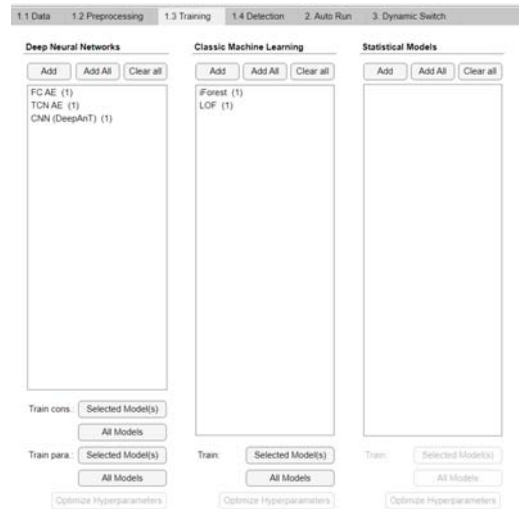 1.1 Data 1.2 Preprocessing 1.3 Training 1.4 Detection 2. Auto Run 3. Dynamic Switch
Deep Neural Networks
Add Add All Clear all
FC AE (1)
TCN AE (1)
CNN (DeepAnT) (1)
Train cons.: Selected Model(s)
All Models
Train para.: Selected Model(s)
All Models
Optimize Hyperparameters
Classic Machine Learning
Add Add All Clear all
iForest (1)
LOF (1)
Train: Selected Model(s)
All Models
Optimize Hyperparameters
Statistical Models
Add Add All Clear all
Train: Selected Model(s)
All Models
Optimize Hyperparameters